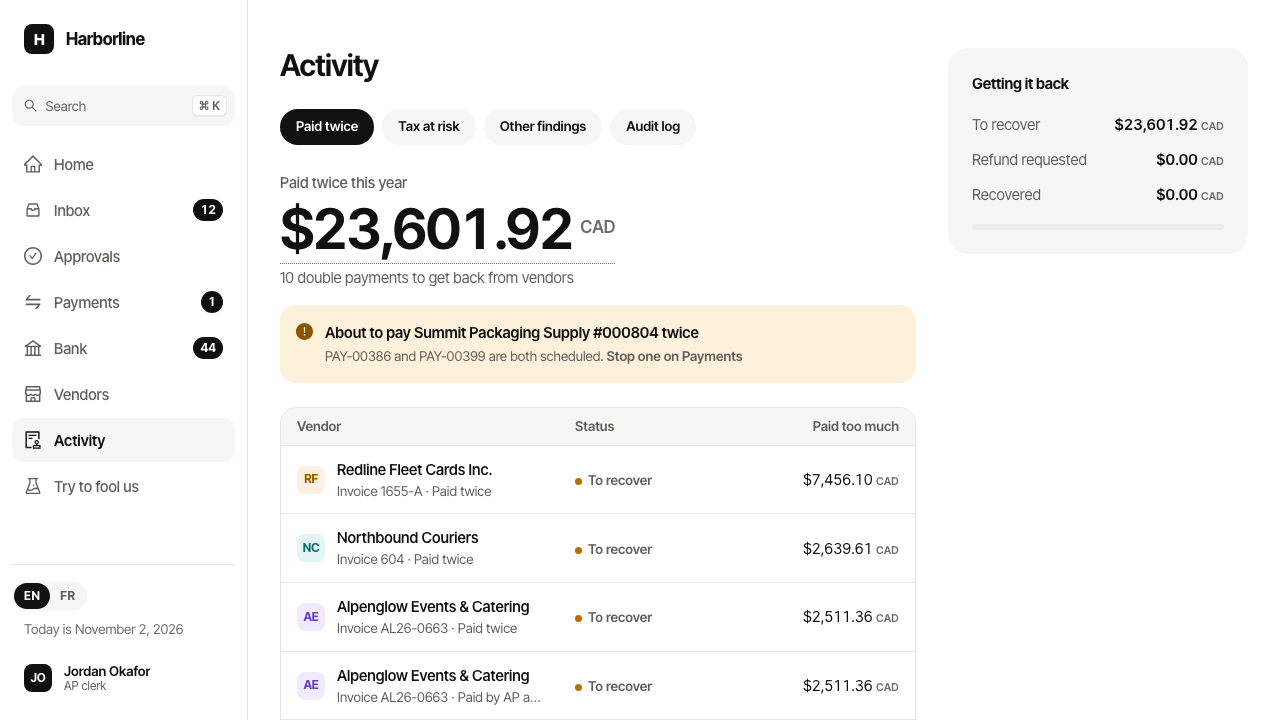 H Harborline
Search ⌘ K
Home
Inbox 12
Approvals
Payments 1
Bank 44
Vendors
Activity
Try to fool us
EN FR
Today is November 2, 2026
JO Jordan Okafor
AP clerk
Activity
Paid twice Tax at risk Other findings Audit log
Paid twice this year
$23,601.92 CAD
10 double payments to get back from vendors
About to pay Summit Packaging Supply #000804 twice
PAY-00386 and PAY-00399 are both scheduled. Stop one on Payments
Vendor Status Paid too much
RF Redline Fleet Cards Inc. To recover $7,456.10 CAD
Invoice 1655-A · Paid twice
NC Northbound Couriers To recover $2,639.61 CAD
Invoice 604 · Paid twice
AE Alpenglow Events & Catering To recover $2,511.36 CAD
Invoice AL26-0663 · Paid twice
AE Alpenglow Events & Catering To recover $2,511.36 CAD
Invoice AL26-0663 · Paid by AP a...
Getting it back
To recover $23,601.92 CAD
Refund requested $0.00 CAD
Recovered $0.00 CAD